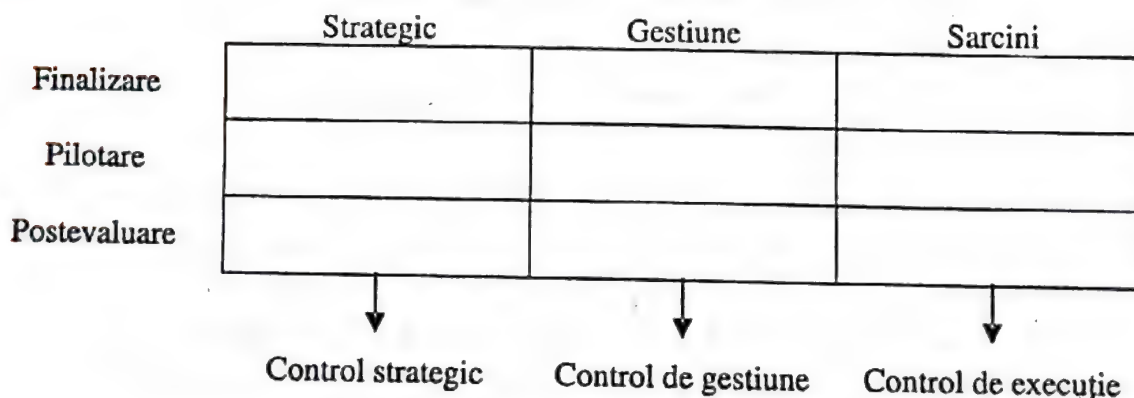 Strategic Gestiune Sarcini
Finalizare
Pilotare
Postevaluare
Control strategic Control de gestiune Control de execuție